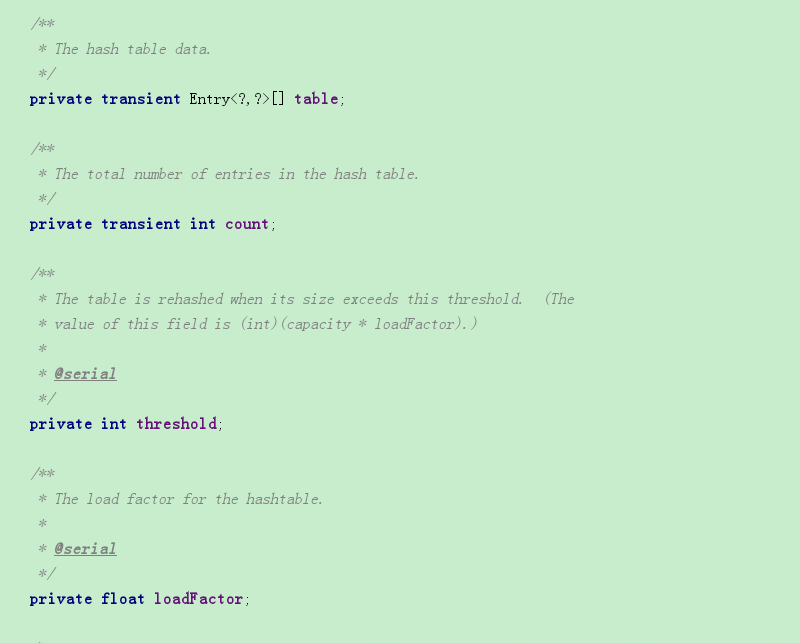 /**
 * The hash table data.
 */
private transient Entry<?,?>[] table;
/**
 * The total number of entries in the hash table.
 */
private transient int count;
/**
 * The table is rehashed when its size exceeds this threshold.  (The
 * value of this field is (int)(capacity * loadFactor).)
 *
 * @serial
 */
private int threshold;
/**
 * The load factor for the hashtable.
 *
 * @serial
 */
private float loadFactor;